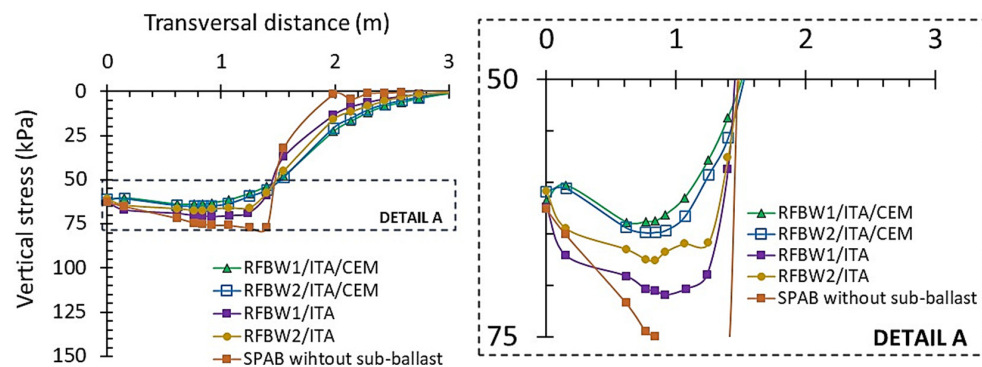 Transversal distance (m)
0 1 2 3
Vertical stress (kPa)
0
25
50
75
100
125
150
DETAIL A
RFBW1/ITA/CEM
RFBW2/ITA/CEM
RFBW1/ITA
RFBW2/ITA
SPAB wihtout sub-ballast
0 1 2 3
50
75
RFBW1/ITA/CEM
RFBW2/ITA/CEM
RFBW1/ITA
RFBW2/ITA
SPAB without sub-ballast
DETAIL A